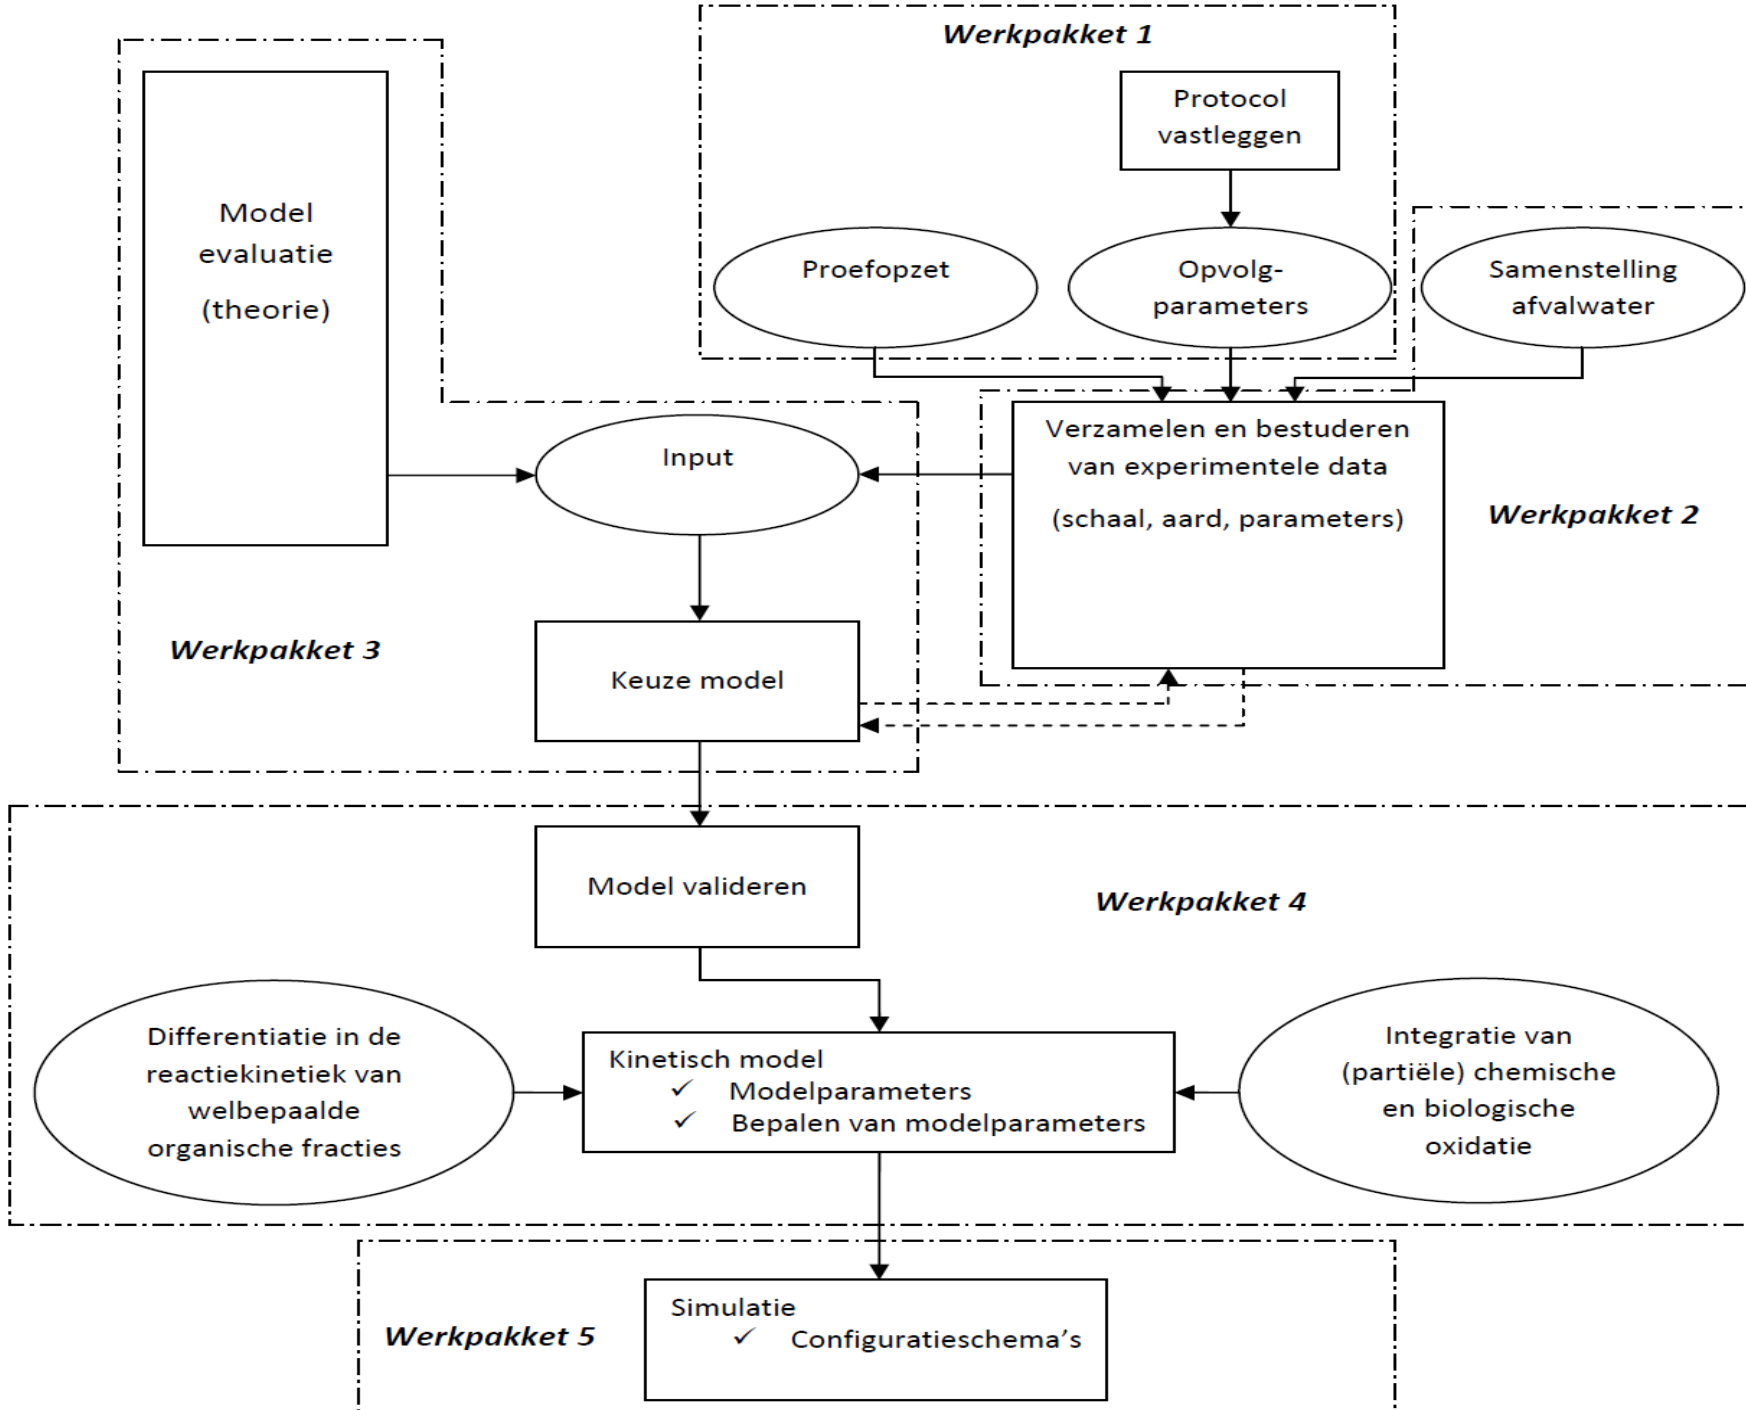 Werkpakket 1
Protocol
vastleggen
Model
evaluatie
(theorie)
Proefopzet
Opvolg-
parameters
Samenstelling
afvalwater
Input
Verzamelen en bestuderen
van experimentele data
(schaal, aard, parameters)
Werkpakket 2
Werkpakket 3
Keuze model
Model valideren
Werkpakket 4
Differentiatie in de
reactiekinetiek van
welbepaalde
organische fracties
Kinetisch model
✓ Modelparameters
✓ Bepalen van modelparameters
Integratie van
(partiële) chemische
en biologische
oxidatie
Werkpakket 5
Simulatie
✓ Configuratieschema’s